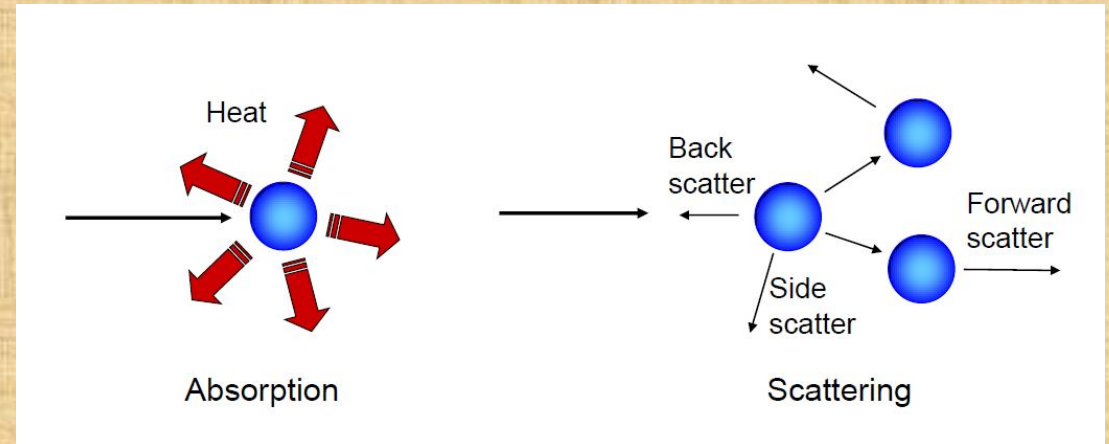 Heat
Absorption
Back
scatter
Forward
scatter
Side
scatter
Scattering